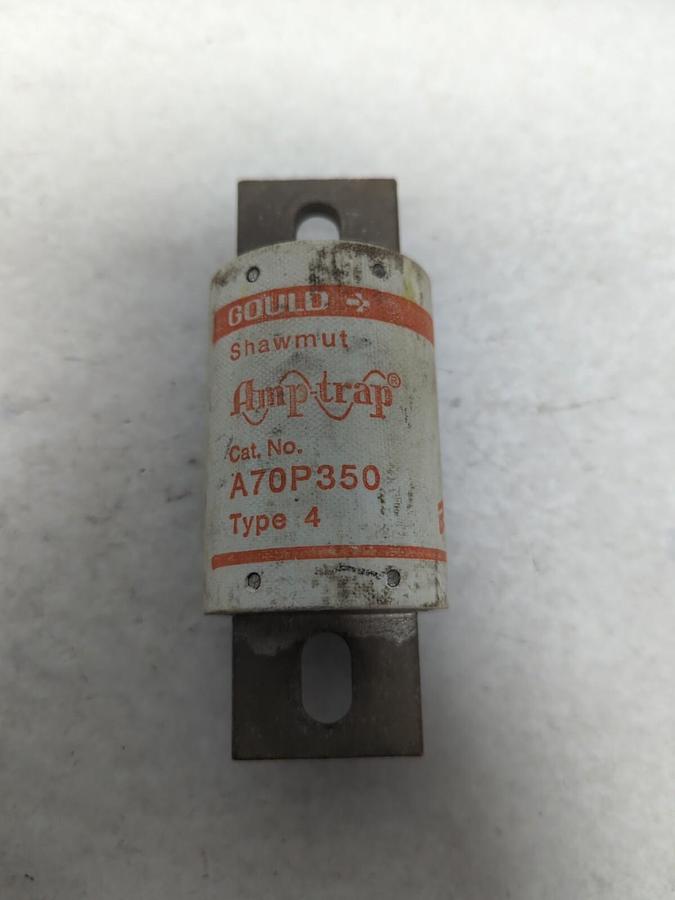 GOULD
Shawmut
Amp-trap®
Cat. No.
A70P350
Type 4